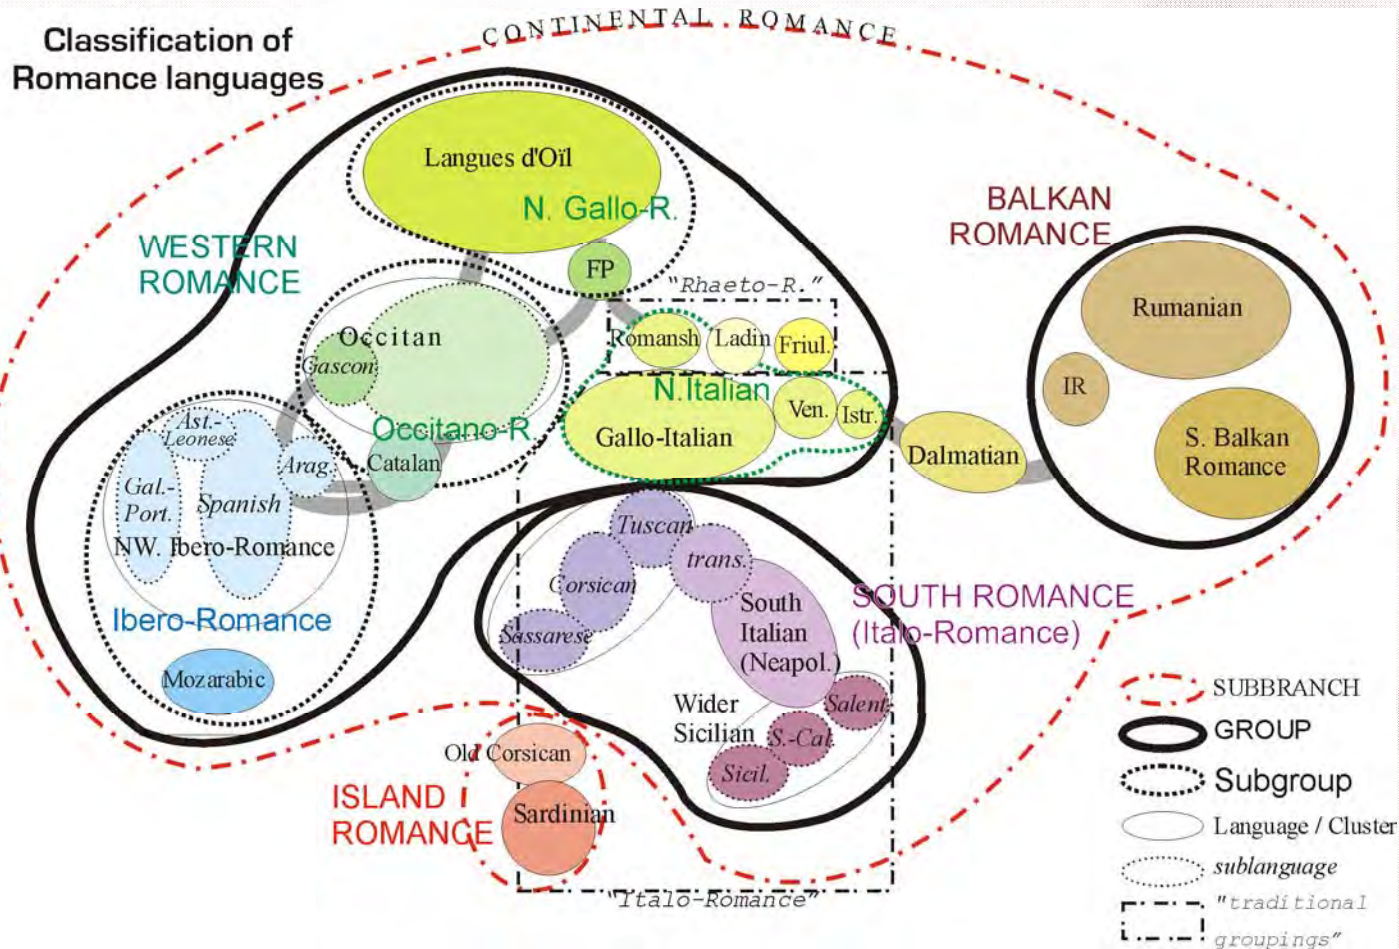 CONTINENTAL ROMANCE
Classification of
Romance languages
Langues d'Oïl
N. Gallo-R.
FP
WESTERN
ROMANCE
BALKAN
ROMANCE
"Rhaeto-R."
Romansh
Ladin
Friul.
Rumanian
IR
S. Balkan
Romance
Occitan
Gascon.
Occitano-R.
Catalan
N.Italian
Gallo-Italian
Ven.
Istr.
Dalmatian
Ast.-
Leonese
Arag.
Gal.-
Port.
Spanish
NW. Ibero-Romance
Ibero-Romance
Mozarabic
Tuscan
trans.
Corsican
Sassarese
South
Italian
(Neapol.)
SOUTH ROMANCE
(Italo-Romance)
Wider
Sicilian
Salent.
S.-Cal.
Sicil.
Old Corsican
Sardinian
ISLAND
ROMANCE
"Italo-Romance"
SUBBRANCH
GROUP
Subgroup
Language / Cluster
sublanguage
"traditional
groupings"